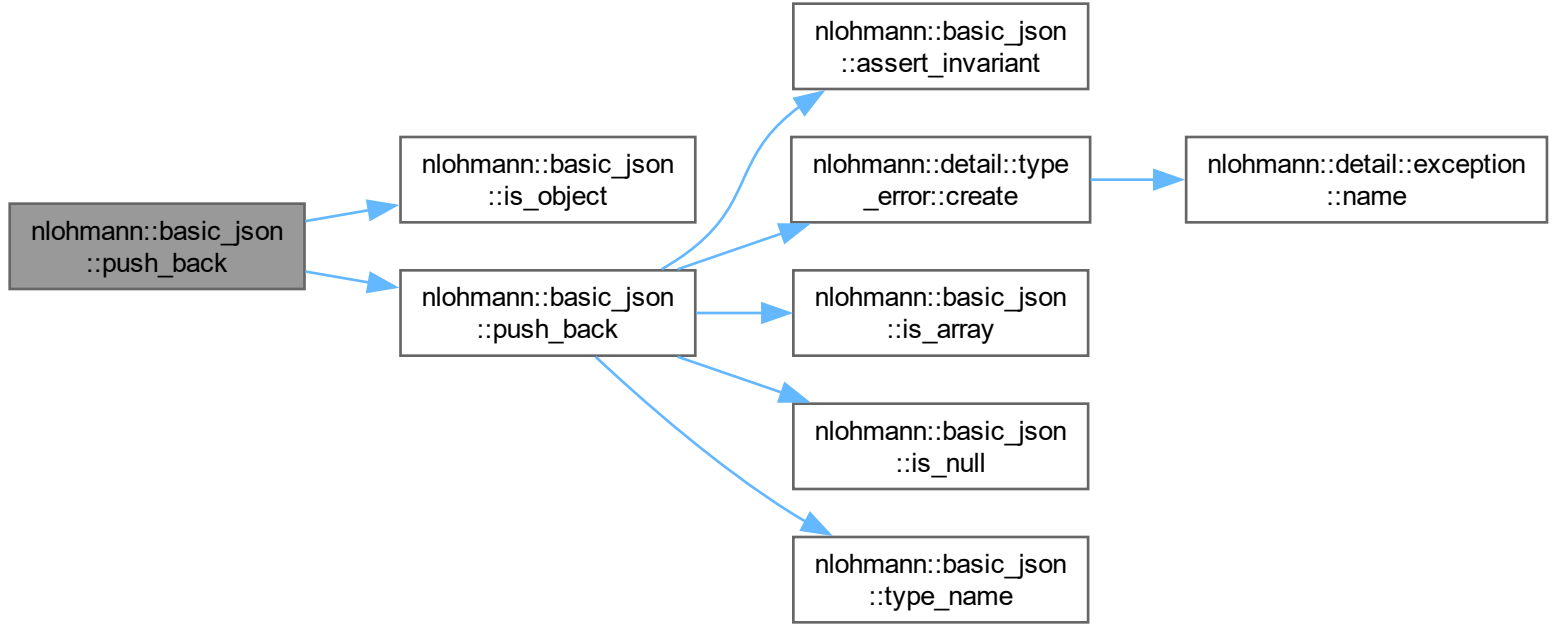 nlohmann::basic_json
::push_back
nlohmann::basic_json
::is_object
nlohmann::basic_json
::push_back
nlohmann::basic_json
::assert_invariant
nlohmann::detail::type
_error::create
nlohmann::detail::exception
::name
nlohmann::basic_json
::is_array
nlohmann::basic_json
::is_null
nlohmann::basic_json
::type_name